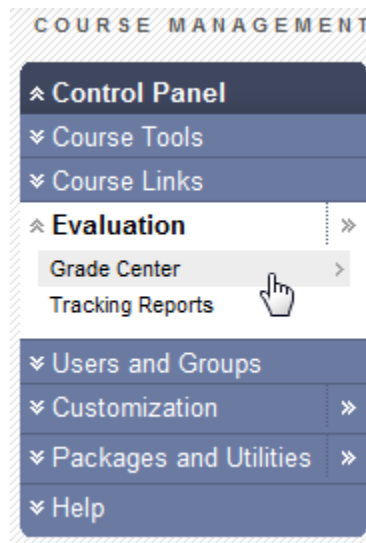 COURSE MANAGEMENT
Control Panel
Course Tools
Course Links
Evaluation
Grade Center
Tracking Reports
Users and Groups
Customization
Packages and Utilities
Help